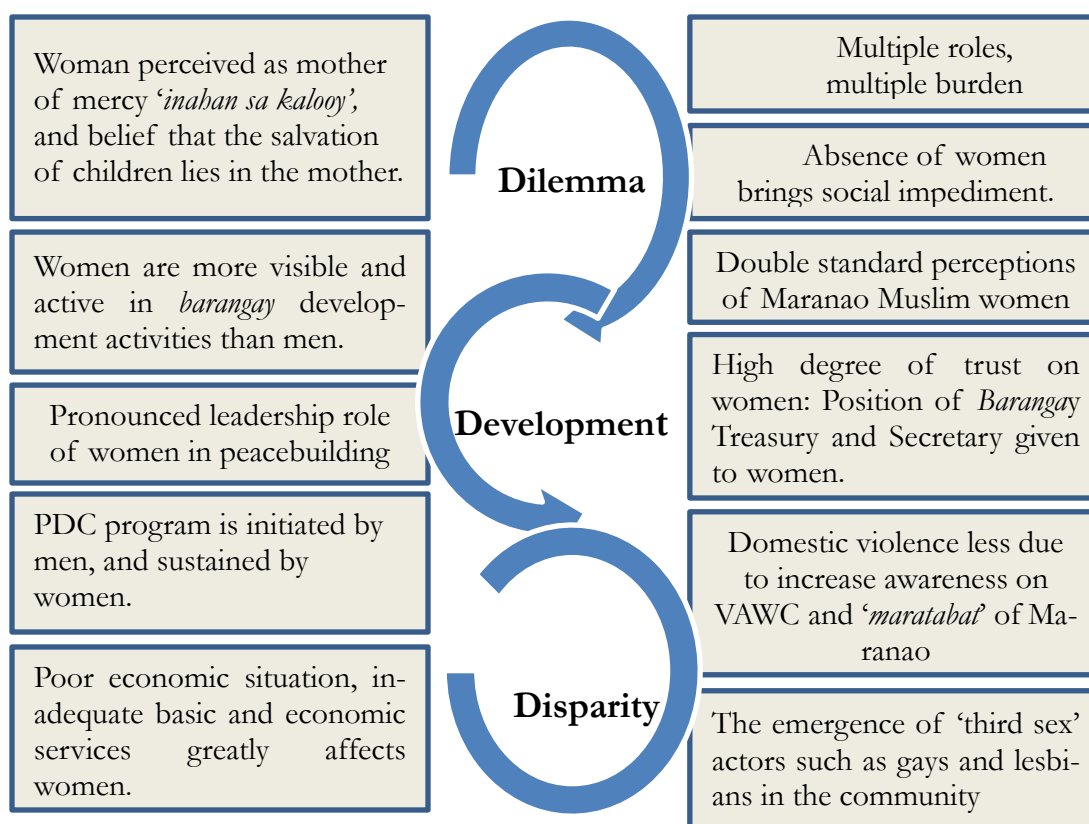 Woman perceived as mother
of mercy ‘inahan sa kalooy’,
and belief that the salvation
of children lies in the mother.
Women are more visible and
active in barangay develop-
ment activities than men.
Pronounced leadership role
of women in peacebuilding
PDC program is initiated by
men, and sustained by
women.
Poor economic situation, in-
adequate basic and economic
services greatly affects
women.
Dilemma
Development
Disparity
Multiple roles,
multiple burden
Absence of women
brings social impediment.
Double standard perceptions
of Maranao Muslim women
High degree of trust on
women: Position of Barangay
Treasury and Secretary given
to women.
Domestic violence less due
to increase awareness on
VAWC and ‘maratabat’ of Ma-
ranao
The emergence of ‘third sex’
actors such as gays and lesbi-
ans in the community